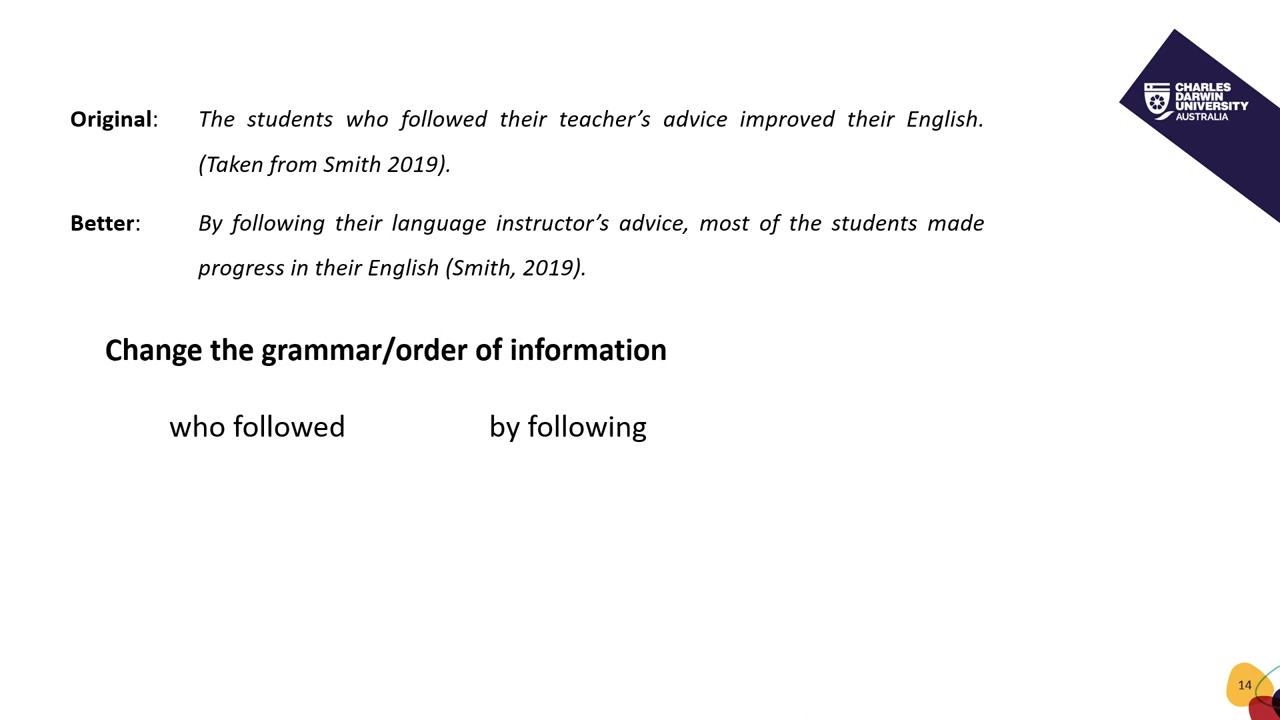 Original: The students who followed their teacher’s advice improved their English.
(Taken from Smith 2019).
Better: By following their language instructor’s advice, most of the students made
progress in their English (Smith, 2019).
Change the grammar/order of information
who followed by following
CHARLES
DARWIN
UNIVERSITY
AUSTRALIA
14